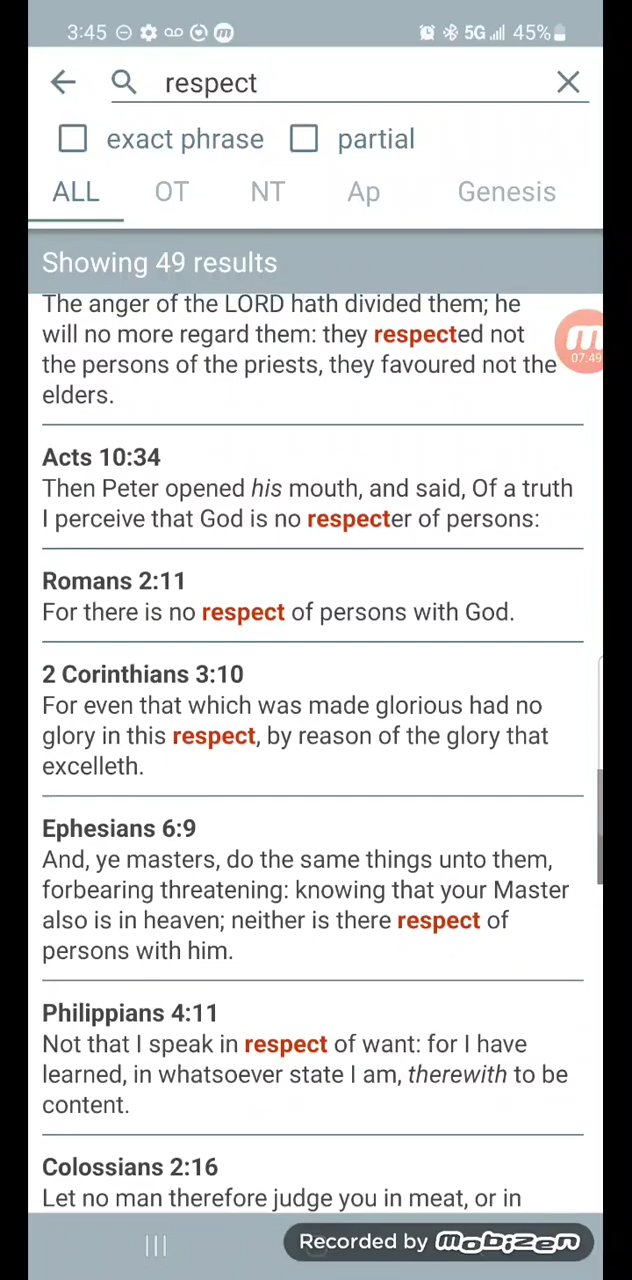 3:45 m 5G 45%
respect
exact phrase partial
ALL OT NT Ap Genesis
Showing 49 results
The anger of the LORD hath divided them; he
will no more regard them: they respected not
the persons of the priests, they favoured not the
elders.
m
07:49
Acts 10:34
Then Peter opened his mouth, and said, Of a truth
I perceive that God is no respecter of persons:
Romans 2:11
For there is no respect of persons with God.
2 Corinthians 3:10
For even that which was made glorious had no
glory in this respect, by reason of the glory that
excelleth.
Ephesians 6:9
And, ye masters, do the same things unto them,
forbearing threatening: knowing that your Master
also is in heaven; neither is there respect of
persons with him.
Philippians 4:11
Not that I speak in respect of want: for I have
learned, in whatsoever state I am, therewith to be
content.
Colossians 2:16
Let no man therefore judge you in meat, or in
Recorded by mobizen